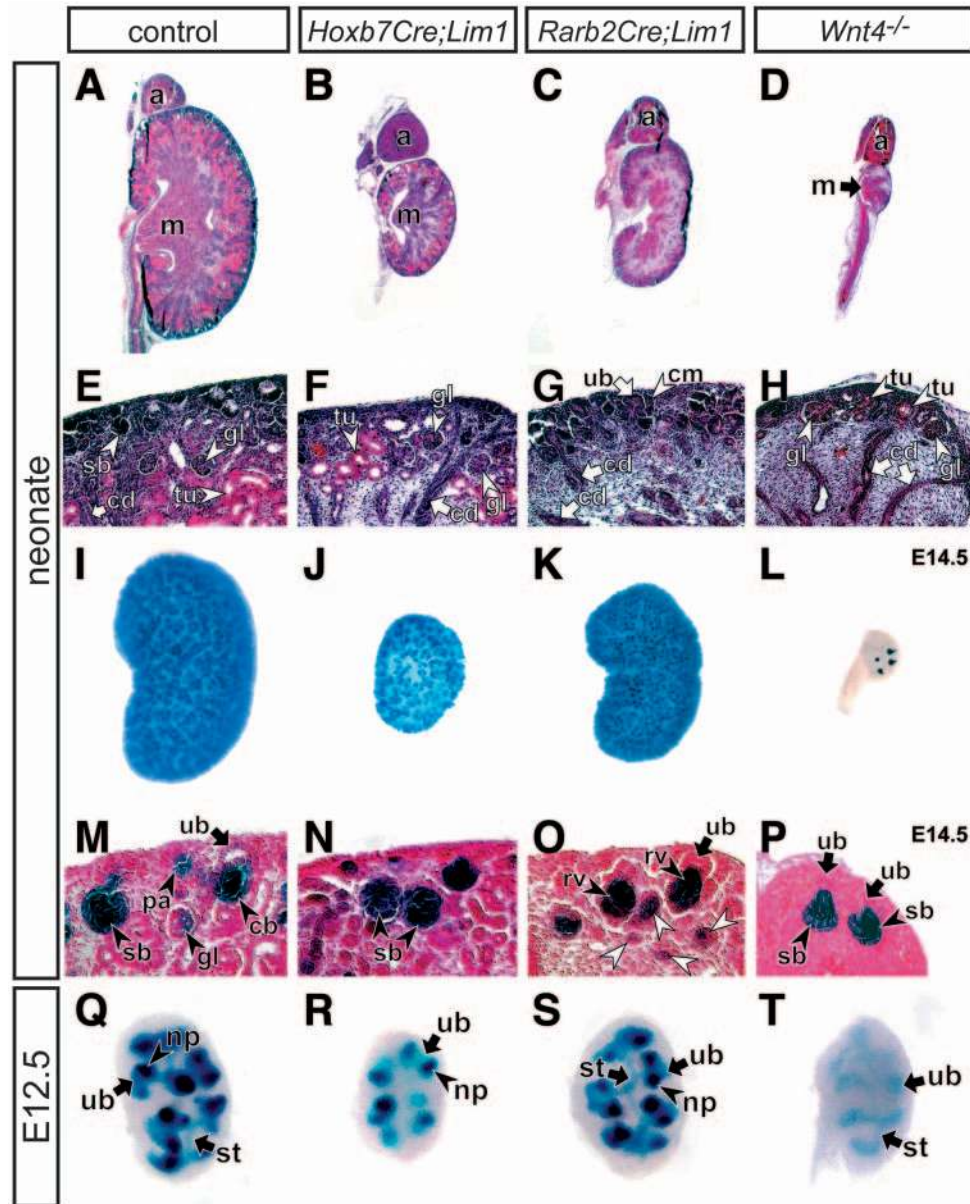 control Hoxb7Cre;Lim1 Rarb2Cre;Lim1 Wnt4-/-
neonate
A B C D
a a a a
m m m
E F G H
ub cm tu tu
tu gl
sb gl gl cd gl
cd tu cd gl cd
I J K L E14.5
M N O P E14.5
ub ub ub ub
pa rv rv
sb gl cb sb sb sb
E12.5
Q R S T
np ub ub
ub np st np ub
st st